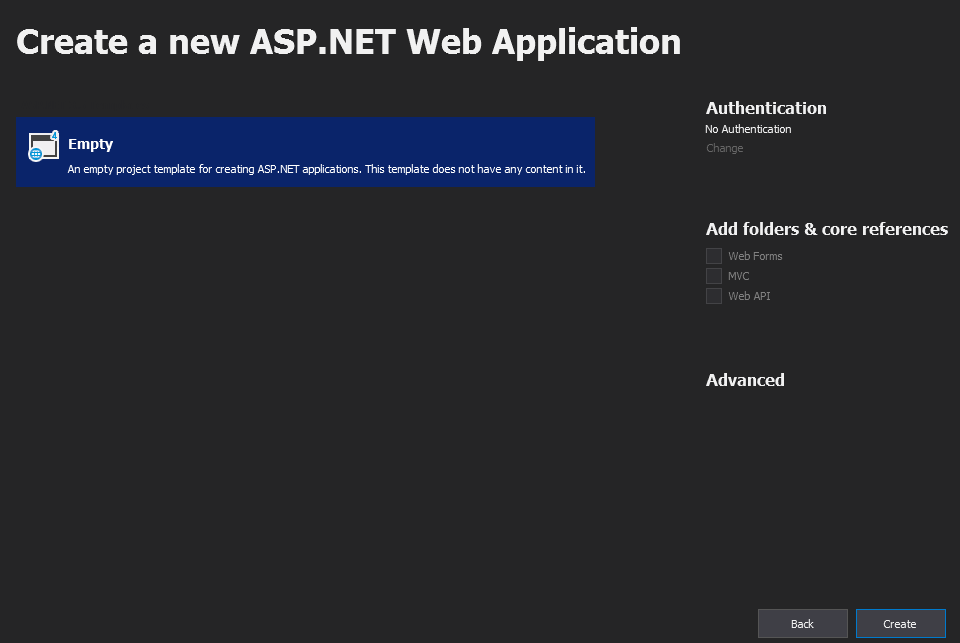 Create a new ASP.NET Web Application
4
Empty
An empty project template for creating ASP.NET applications. This template does not have any content in it.
Authentication
No Authentication
Change
Add folders & core references
Web Forms
MVC
Web API
Advanced
Back
Create